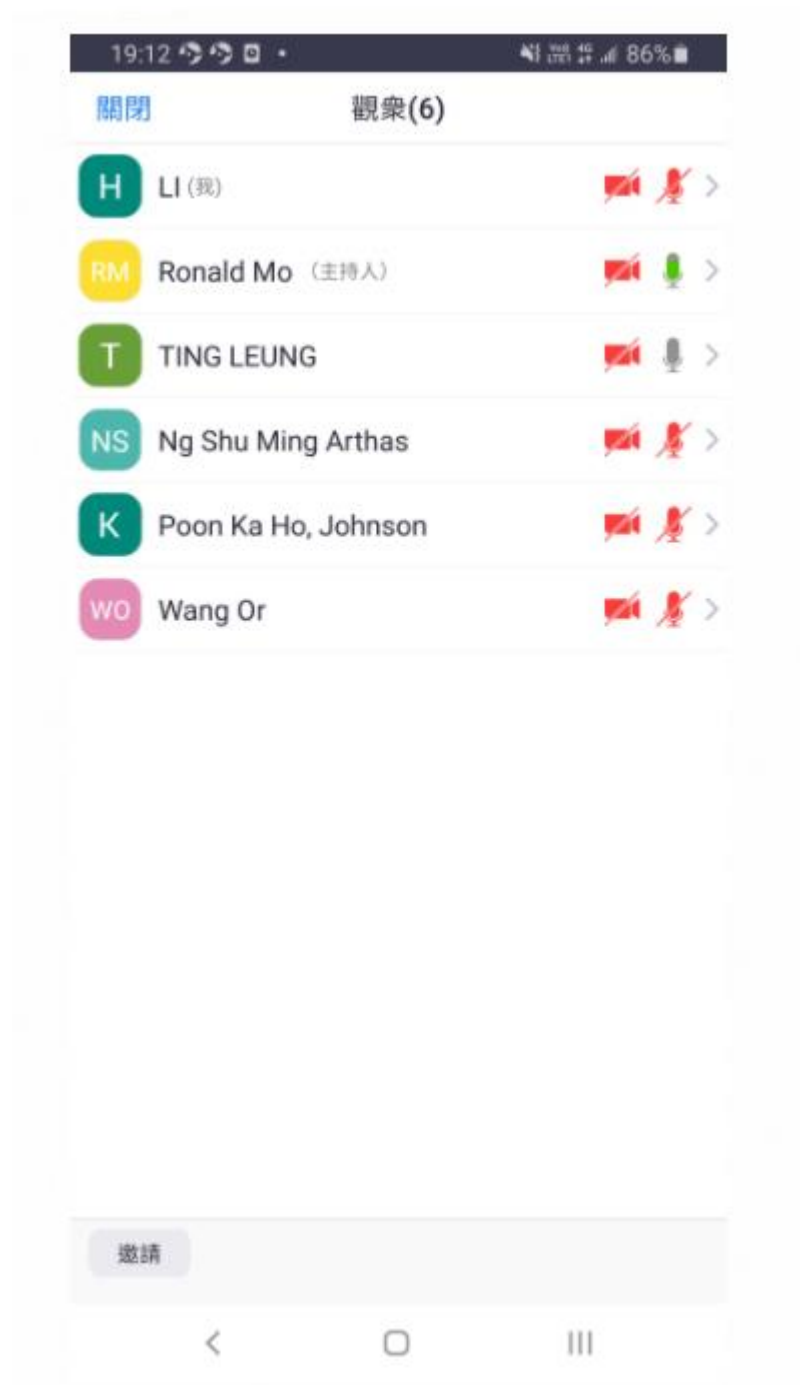 19:12 86%
關閉 觀衆(6)
H LI (我)
RM Ronald Mo （主持人）
T TING LEUNG
NS Ng Shu Ming Arthas
K Poon Ka Ho, Johnson
WO Wang Or
邀請